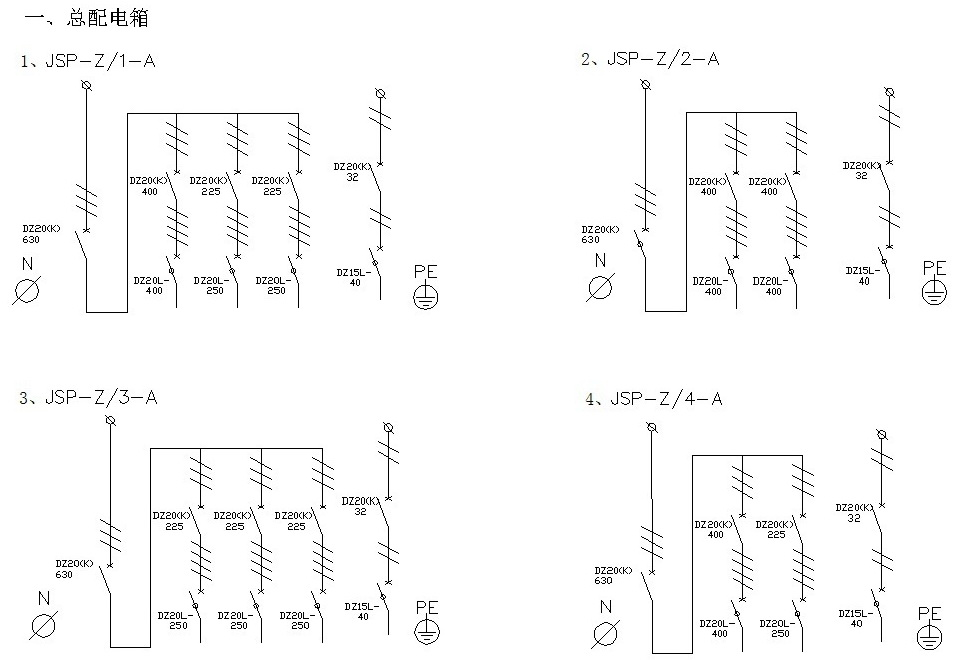 一、总配电箱
1、JSP-Z/1-A
DZ20(K)
630
N
DZ20(K)
400
DZ20(K)
225
DZ20(K)
225
DZ20L-
400
DZ20L-
250
DZ20L-
250
DZ20(K)
32
DZ15L-
40
PE
2、JSP-Z/2-A
DZ20(K)
630
N
DZ20(K)
400
DZ20(K)
400
DZ20L-
400
DZ20L-
400
DZ20(K)
32
DZ15L-
40
PE
3、JSP-Z/3-A
DZ20(K)
630
N
DZ20(K)
225
DZ20(K)
225
DZ20(K)
225
DZ20L-
250
DZ20L-
250
DZ20L-
250
DZ20(K)
32
DZ15L-
40
PE
4、JSP-Z/4-A
DZ20(K)
630
N
DZ20(K)
400
DZ20(K)
225
DZ20L-
400
DZ20L-
250
DZ20(K)
32
DZ15L-
40
PE